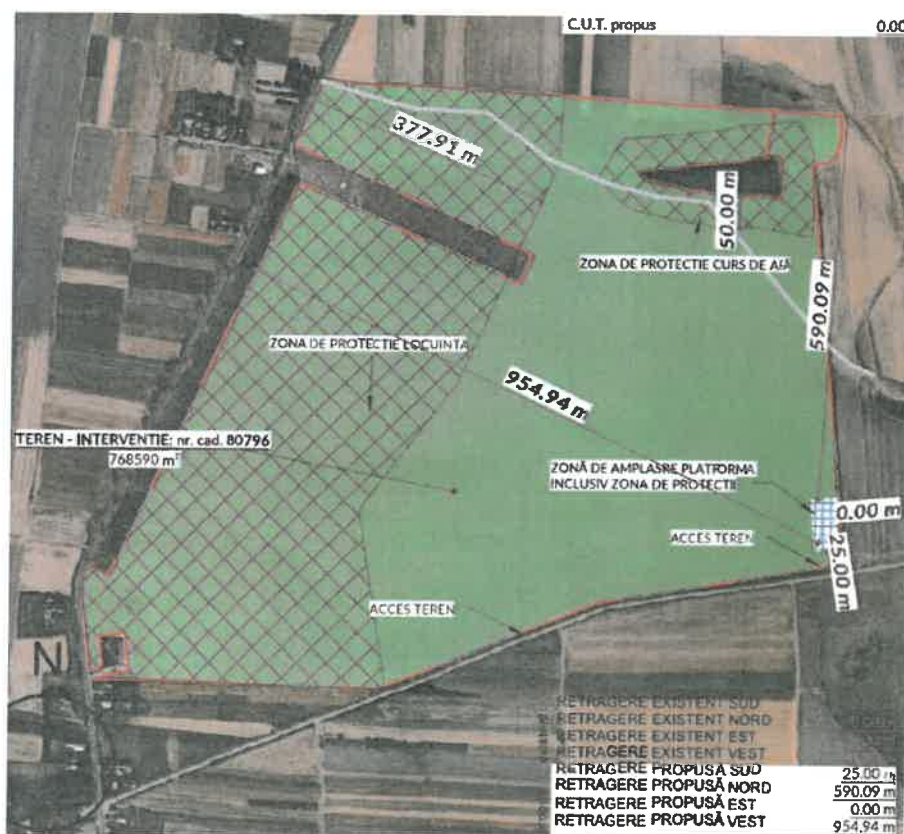 C.U.T. propus 0.00
377.91 m
50.00 m
ZONA DE PROTECTIE CURS DE APĂ
590.09 m
ZONA DE PROTECTIE LOCUINTA
954.94 m
TEREN - INTERVENTIE: nr. cad. 80796
768590 m²
ZONĂ DE AMPLASRE PLATFORMA
INCLUSIV ZONA DE PROTECTIE
0.00 m
ACCES TEREN
25.00 m
ACCES TEREN
N
RETRAGERE EXISTENT SUD
RETRAGERE EXISTENT NORD
RETRAGERE EXISTENT EST
RETRAGERE EXISTENT VEST
RETRAGERE PROPUSĂ SUD 25.00 m
RETRAGERE PROPUSĂ NORD 590.09 m
RETRAGERE PROPUSĂ EST 0.00 m
RETRAGERE PROPUSĂ VEST 954.94 m